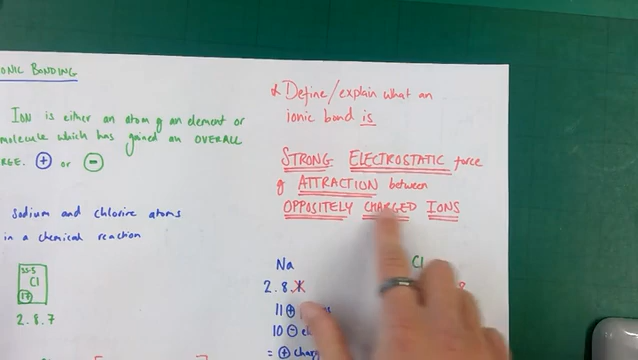 ONIC BONDING
ION is either an atom of an element or
molecule which has gained an OVERALL
RGE. + or -
Sodium and chlorine atoms
in a chemical reaction
35.5
Cl
17
2.8.7
Define/explain what an
ionic bond is
STRONG ELECTROSTATIC force
of ATTRACTION between
OPPOSITELY CHARGED IONS
Na
2.8.
11 +
10 -
= + charge
Cl
8